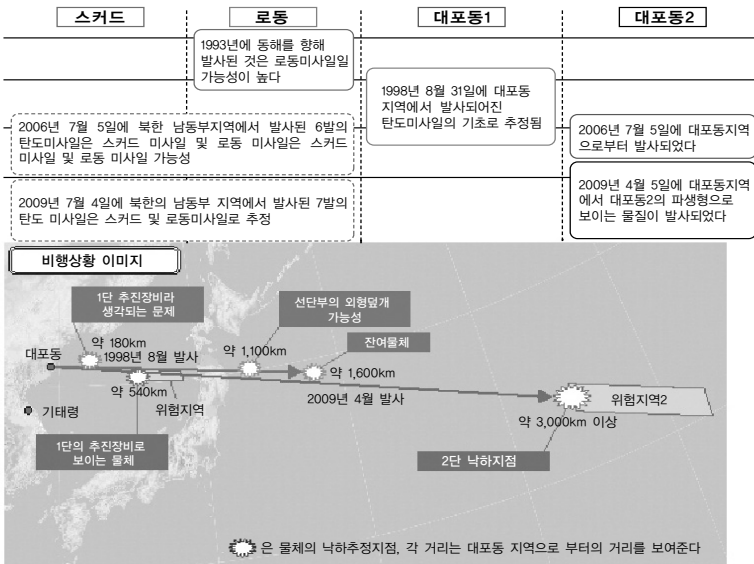 스커드
로동
대포동1
대포동2
1993년에 동해를 향해
발사된 것은 로동미사일일
가능성이 높다
1998년 8월 31일에 대포동
지역에서 발사되어진
탄도미사일의 기초로 추정됨
2006년 7월 5일에 북한 남동부지역에서 발사된 6발의
탄도미사일은 스커드 미사일 및 로동 미사일은 스커드
미사일 및 로동 미사일 가능성
2006년 7월 5일에 대포동지역
으로부터 발사되었다
2009년 7월 4일에 북한의 남동부 지역에서 발사된 7발의
탄도 미사일은 스커드 및 로동미사일로 추정
2009년 4월 5일에 대포동지역
에서 대포동2의 파생형으로
보이는 물질이 발사되었다
비행상황 이미지
1단 추진장비라
생각되는 문제
선단부의 외형덮개
가능성
잔여물체
약 180km
1998년 8월 발사
약 1,100km
대포동
약 1,600km
약 540km
위험지역
2009년 4월 발사
위험지역2
기태령
약 3,000km 이상
1단의 추진장비로
보이는 물체
2단 낙하지점
은 물체의 낙하추정지점, 각 거리는 대포동 지역으로 부터의 거리를 보여준다